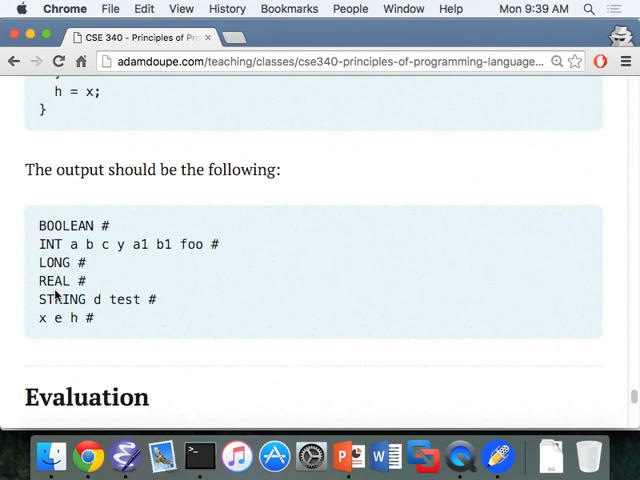 Chrome File Edit View History Bookmarks People Window Help Mon 9:39 AM
CSE 340 - Principles of Pro
adamdoupe.com/teaching/classes/cse340-principles-of-programming-language...
h = x;
}
The output should be the following:
BOOLEAN #
INT a b c y a1 b1 foo #
LONG #
REAL #
STRING d test #
x e h #
Evaluation